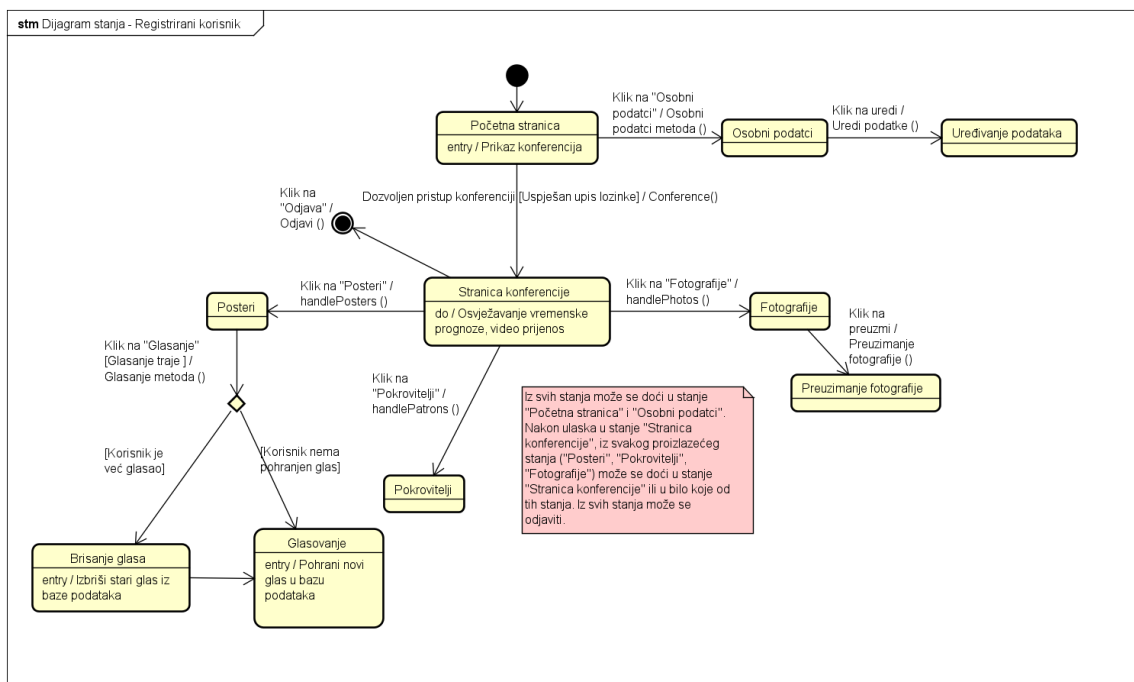 stm Dijagram stanja - Registrirani korisnik
Klik na "Osobni
podatci" / Osobni
podatci metoda ()
Klik na uredi /
Uredi podatke ()
Početna stranica
entry / Prikaz konferencija
Osobni podatci
Uređivanje podataka
Klik na
"Odjava" /
Odjavi ()
Dozvoljen pristup konferenciji [Uspješan upis lozinke] / Conference()
Klik na "Posteri" /
handlePosters ()
Stranica konferencije
do / Osvježavanje vremenske
prognoze, video prijenos
Klik na "Fotografije" /
handlePhotos ()
Posteri
Fotografije
Klik na
preuzmi /
Preuzimanje
fotografije ()
Klik na "Glasanje"
[Glasanje traje ] /
Glasanje metoda ()
Klik na
"Pokrovitelji" /
handlePatrons ()
Preuzimanje fotografije
Iz svih stanja može se doći u stanje
"Početna stranica" i "Osobni podatci".
Nakon ulaska u stanje "Stranica
konferencije", iz svakog proizlazećeg
stanja ("Posteri", "Pokrovitelji",
"Fotografije") može se doći u stanje
"Stranica konferencije" ili u bilo koje od
tih stanja. Iz svih stanja može se
odjaviti.
[Korisnik je
već glasao]
[Korisnik nema
pohranjen glas]
Pokrovitelji
Brisanje glasa
entry / Izbriši stari glas iz
baze podataka
Glasovanje
entry / Pohrani novi
glas u bazu
podataka